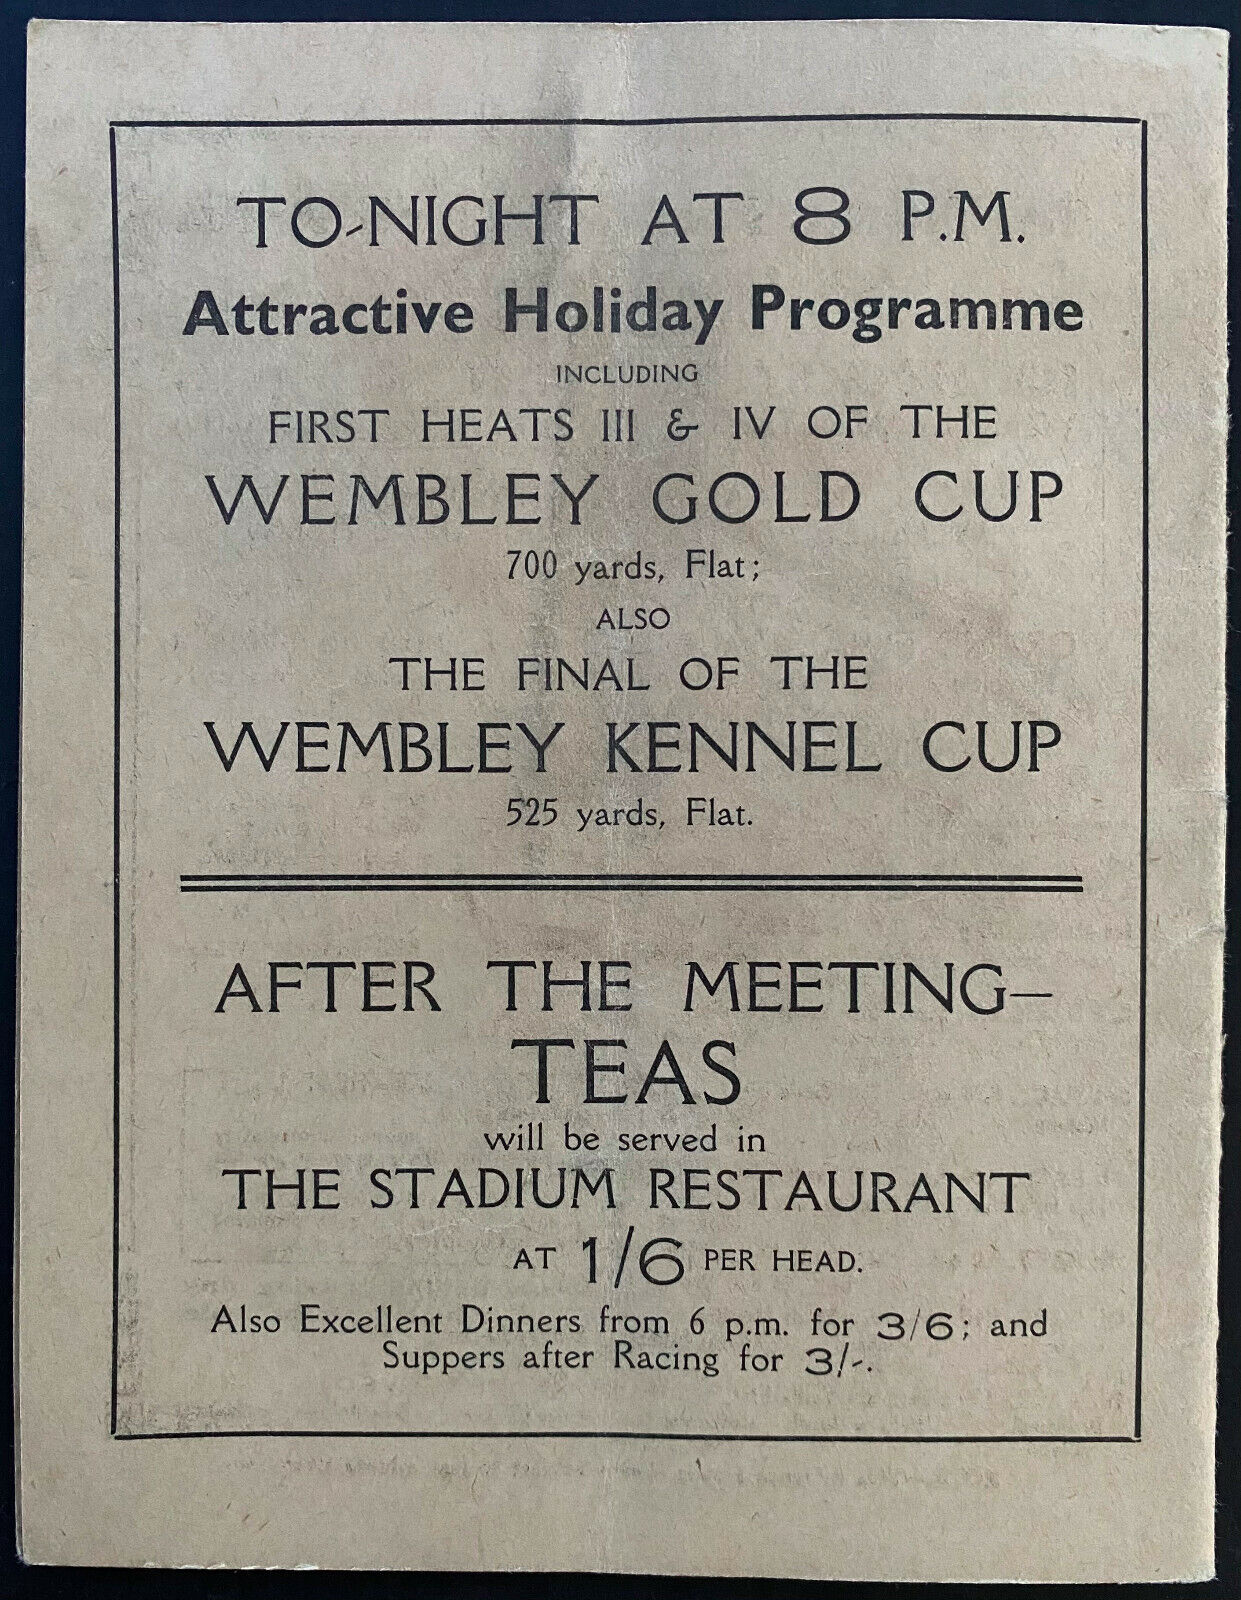 TO-NIGHT AT 8 P.M.
Attractive Holiday Programme
INCLUDING
FIRST HEATS III & IV OF THE
WEMBLEY GOLD CUP
700 yards, Flat;
ALSO
THE FINAL OF THE
WEMBLEY KENNEL CUP
525 yards, Flat.
AFTER THE MEETING—
TEAS
will be served in
THE STADIUM RESTAURANT
AT 1/6 PER HEAD.
Also Excellent Dinners from 6 p.m. for 3/6; and
Suppers after Racing for 3/-.